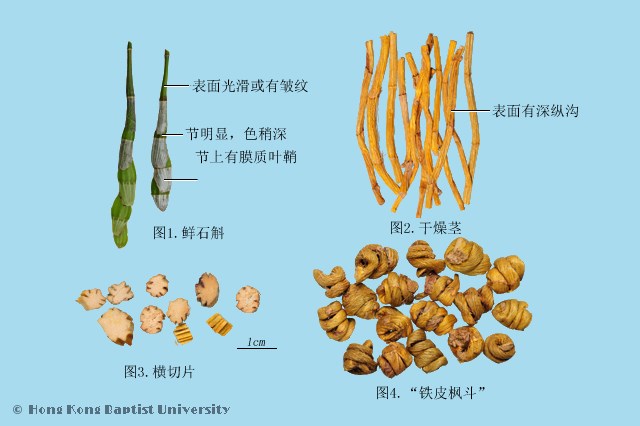 表面光滑或有皱纹
节明显，色稍深
节上有膜质叶鞘
图1.鲜石斛
表面有深纵沟
图2.干燥茎
图3.横切片
1cm
图4.“铁皮枫斗”
© Hong Kong Baptist University